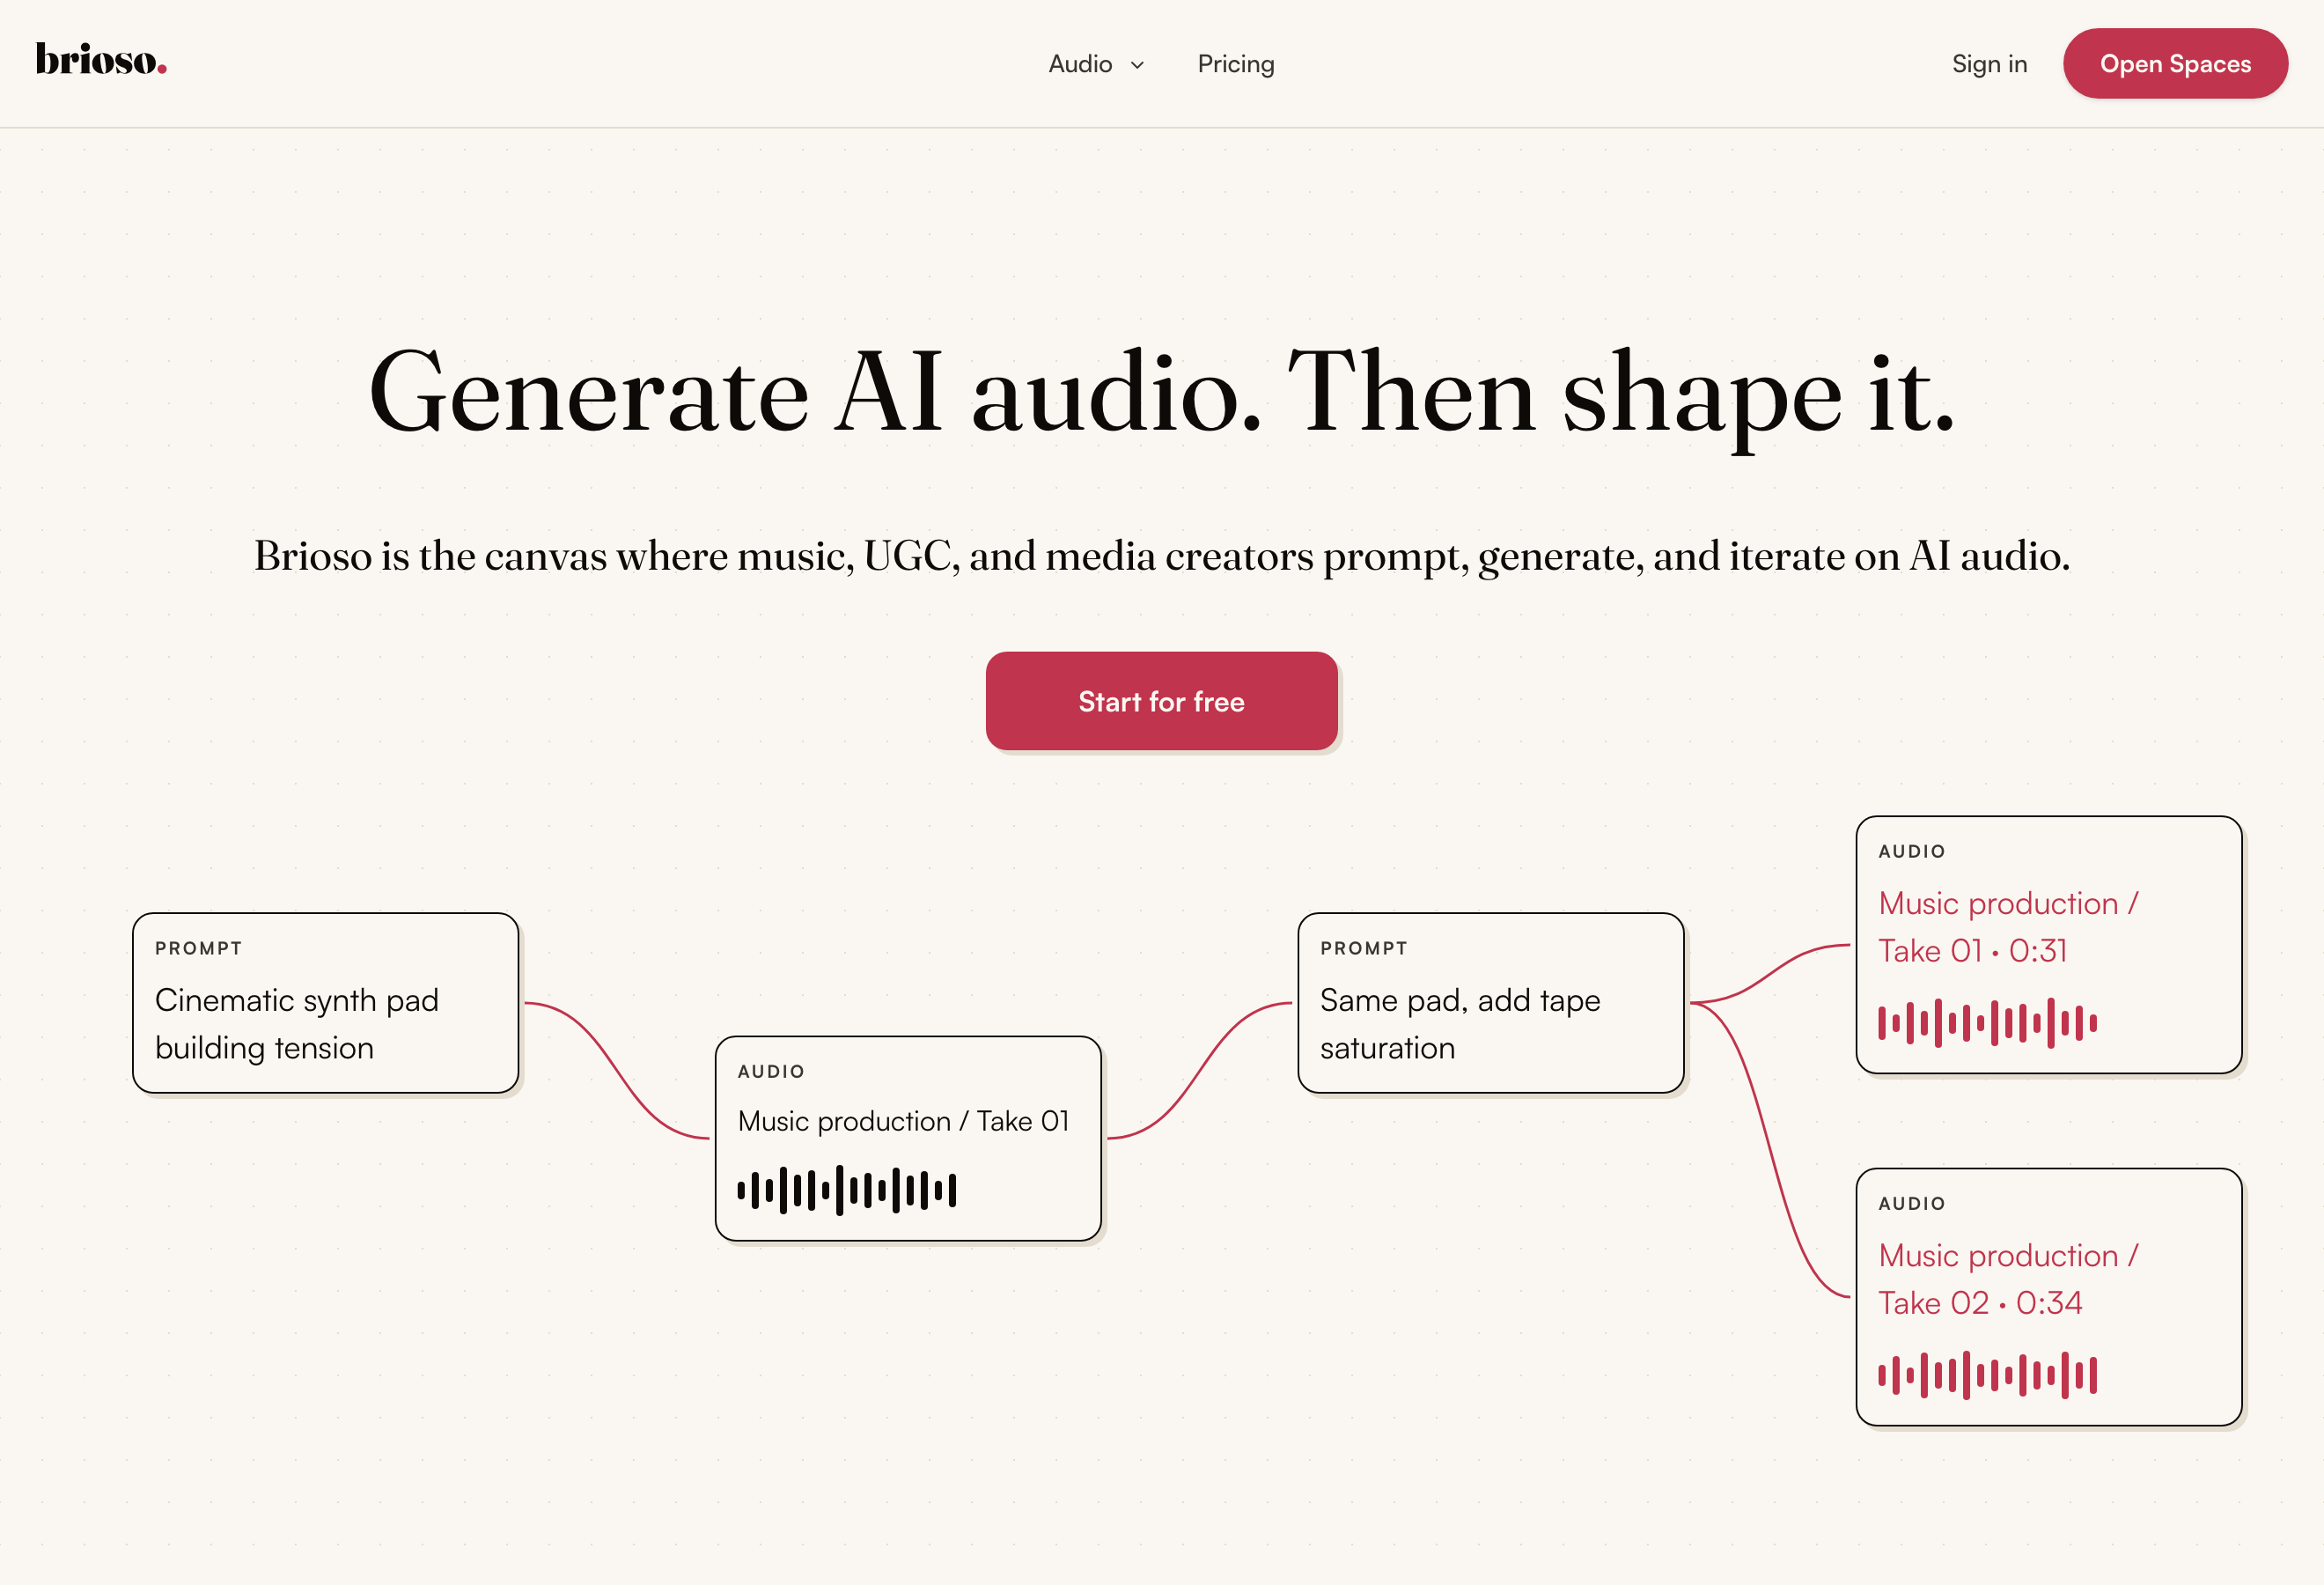 brioso.
Audio
Pricing
Sign in
Open Spaces
Generate AI audio. Then shape it.
Brioso is the canvas where music, UGC, and media creators prompt, generate, and iterate on AI audio.
Start for free
PROMPT
Cinematic synth pad
building tension
AUDIO
Music production / Take 01
PROMPT
Same pad, add tape
saturation
AUDIO
Music production /
Take 01 • 0:31
AUDIO
Music production /
Take 02 • 0:34